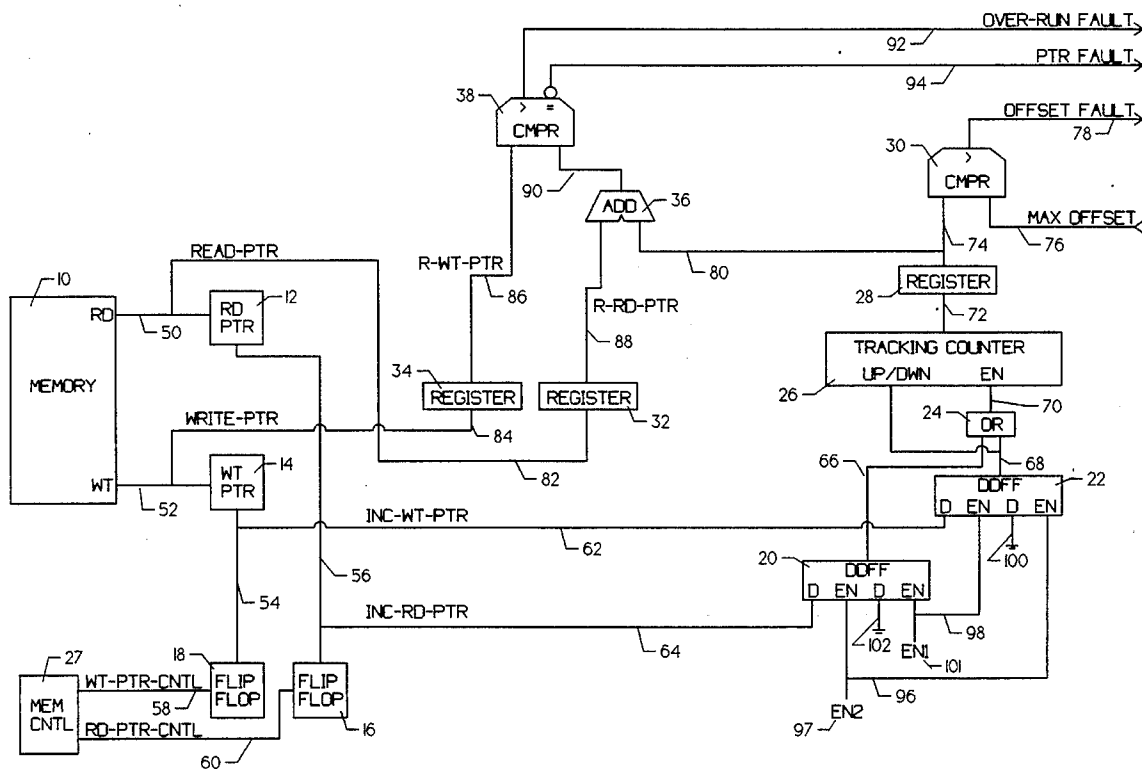 OVER-RUN FAULT
92
PTR FAULT
94
38
> =
CMPR
OFFSET FAULT
78
30
>
CMPR
90
36
ADD
MAX OFFSET
74
76
READ-PTR
R-WT-PTR
86
80
10
12
RD
RD
PTR
50
R-RD-PTR
28
REGISTER
72
88
MEMORY
34
REGISTER
REGISTER
32
TRACKING COUNTER
UP/DWN EN
26
70
24
OR
WRITE-PTR
84
82
66
68
14
WT
WT
PTR
52
DDFF
22
D EN D EN
INC-WT-PTR
62
100
20
DDFF
D EN D EN
54
56
INC-RD-PTR
64
102
98
EN1
101
96
97
EN2
27
MEM
CNTL
WT-PTR-CNTL
58
18
FLIP
FLOP
FLIP
FLOP
16
RD-PTR-CNTL
60